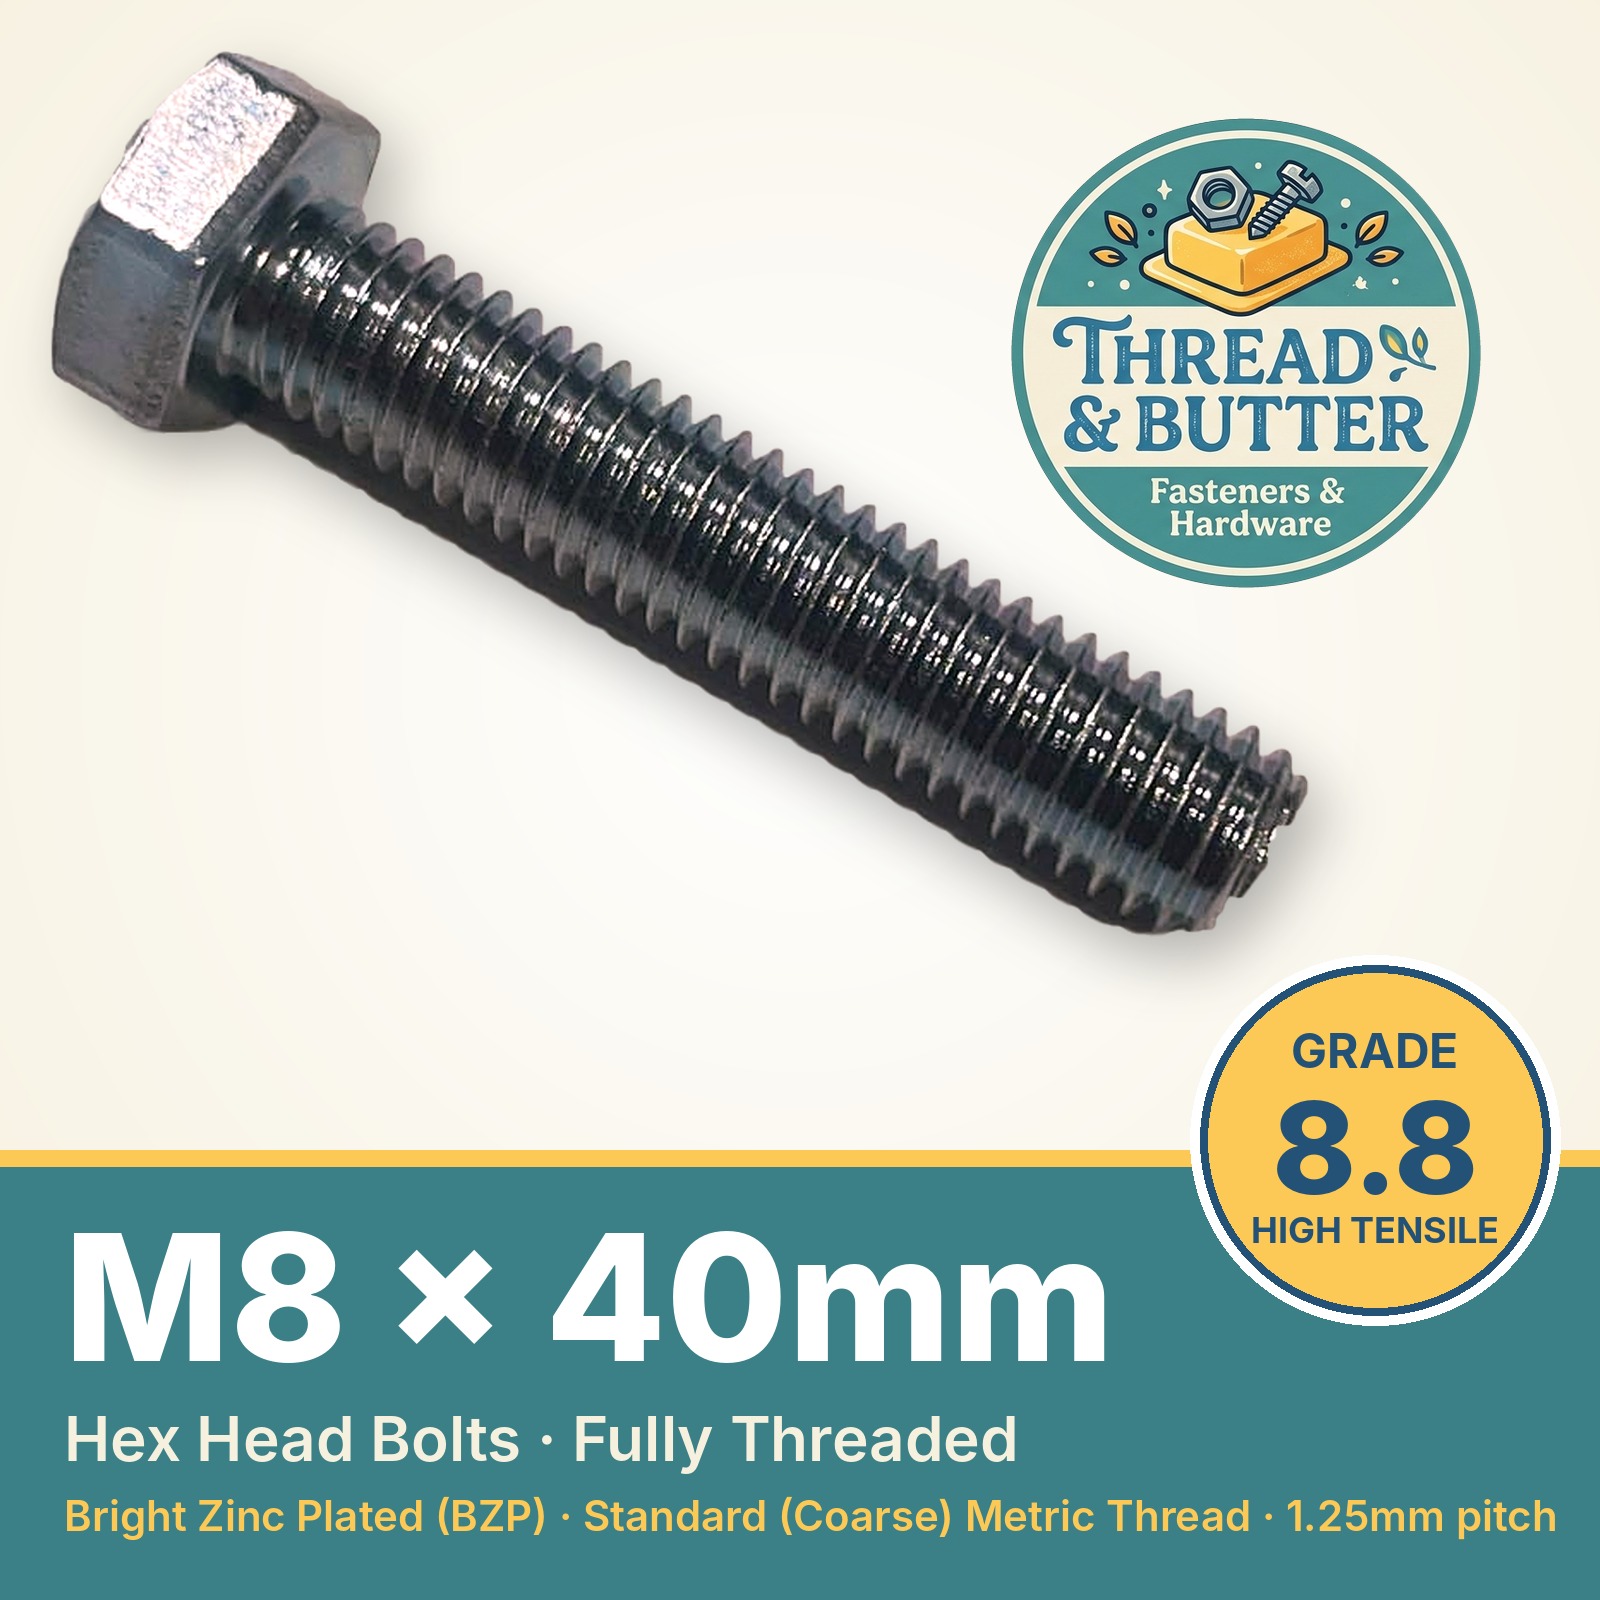 THREAD
& BUTTER
Fasteners &
Hardware
GRADE
8.8
HIGH TENSILE
M8 × 40mm
Hex Head Bolts · Fully Threaded
Bright Zinc Plated (BZP) · Standard (Coarse) Metric Thread · 1.25mm pitch